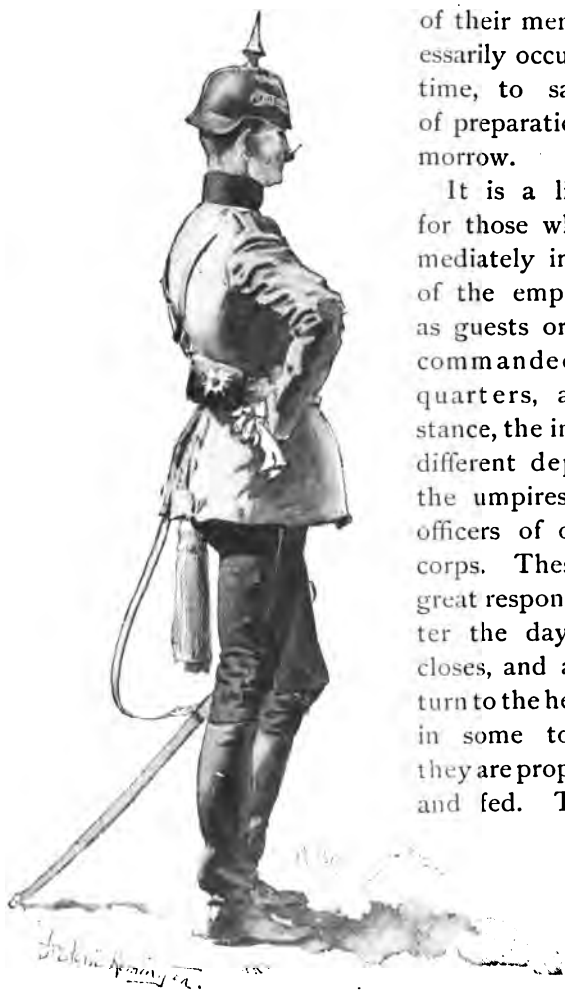 of their men
essarily occu
time, to sa
of preparatio
morrow.
It is a li
for those wh
mediately in
of the emp
as guests or
commanded
quarters, a
stance, the in
different dep
the umpires
officers of o
corps. Thes
great respon
ter the day
closes, and a
turn to the he
in some to
they are prop
and fed. T
Frederic Remington.